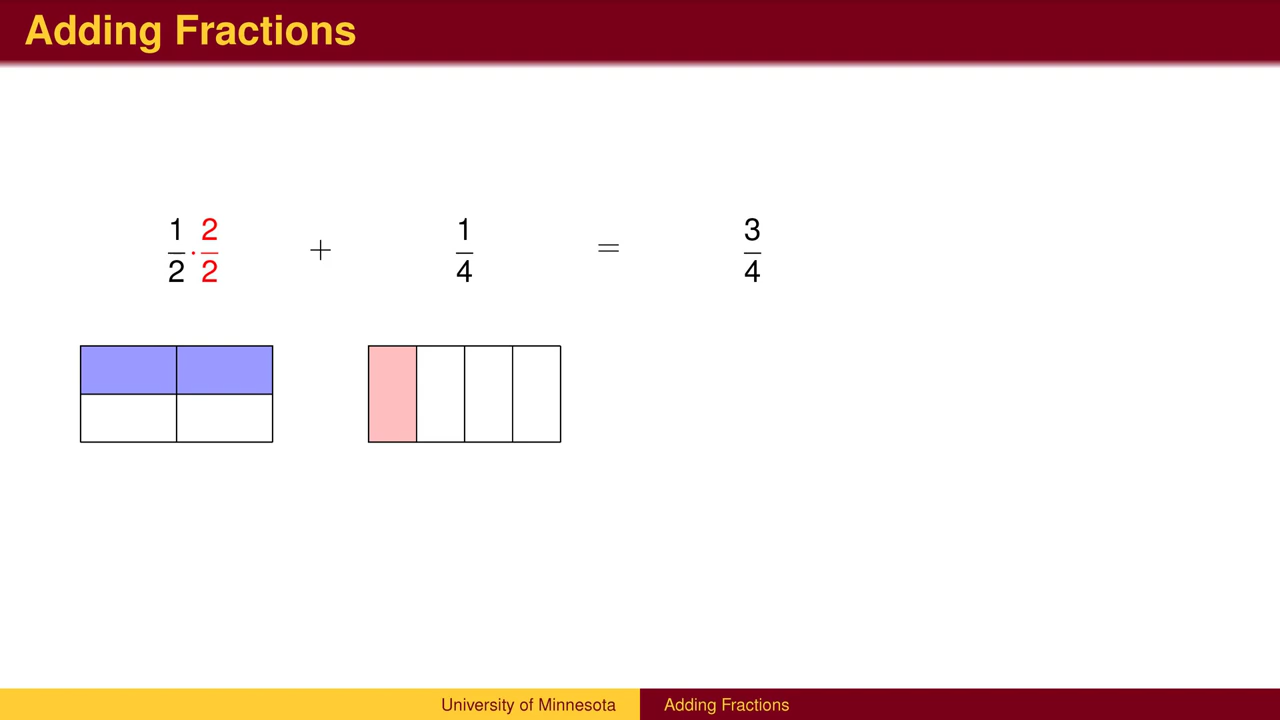 Adding Fractions
1/2 · 2/2 + 1/4 = 3/4
University of Minnesota
Adding Fractions